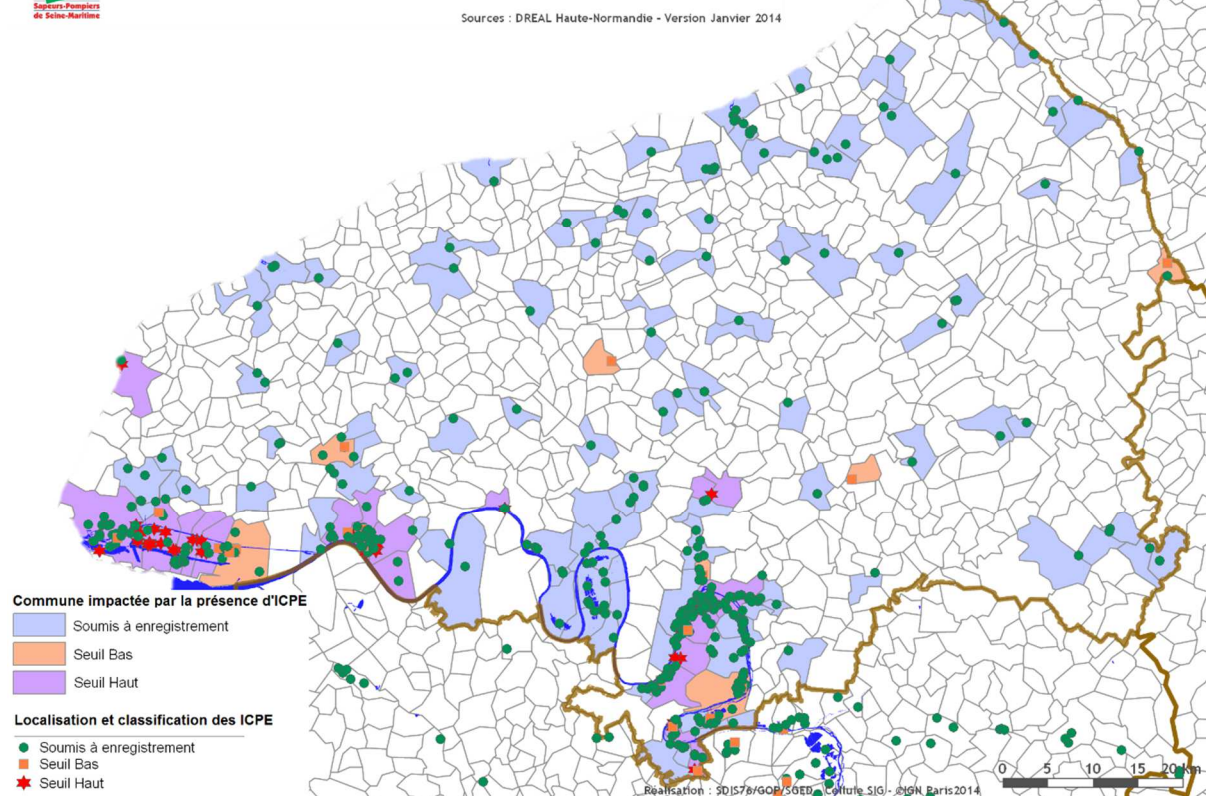 Sapeurs-Pompiers
de Seine-Maritime
Sources : DREAL Haute-Normandie - Version Janvier 2014
Commune impactée par la présence d'ICPE
Soumis à enregistrement
Seuil Bas
Seuil Haut
Localisation et classification des ICPE
Soumis à enregistrement
Seuil Bas
Seuil Haut
0 5 10 15 20 km
Réalisation : SDIS76/GOP/SGED - Cellule SIG - ©IGN Paris2014